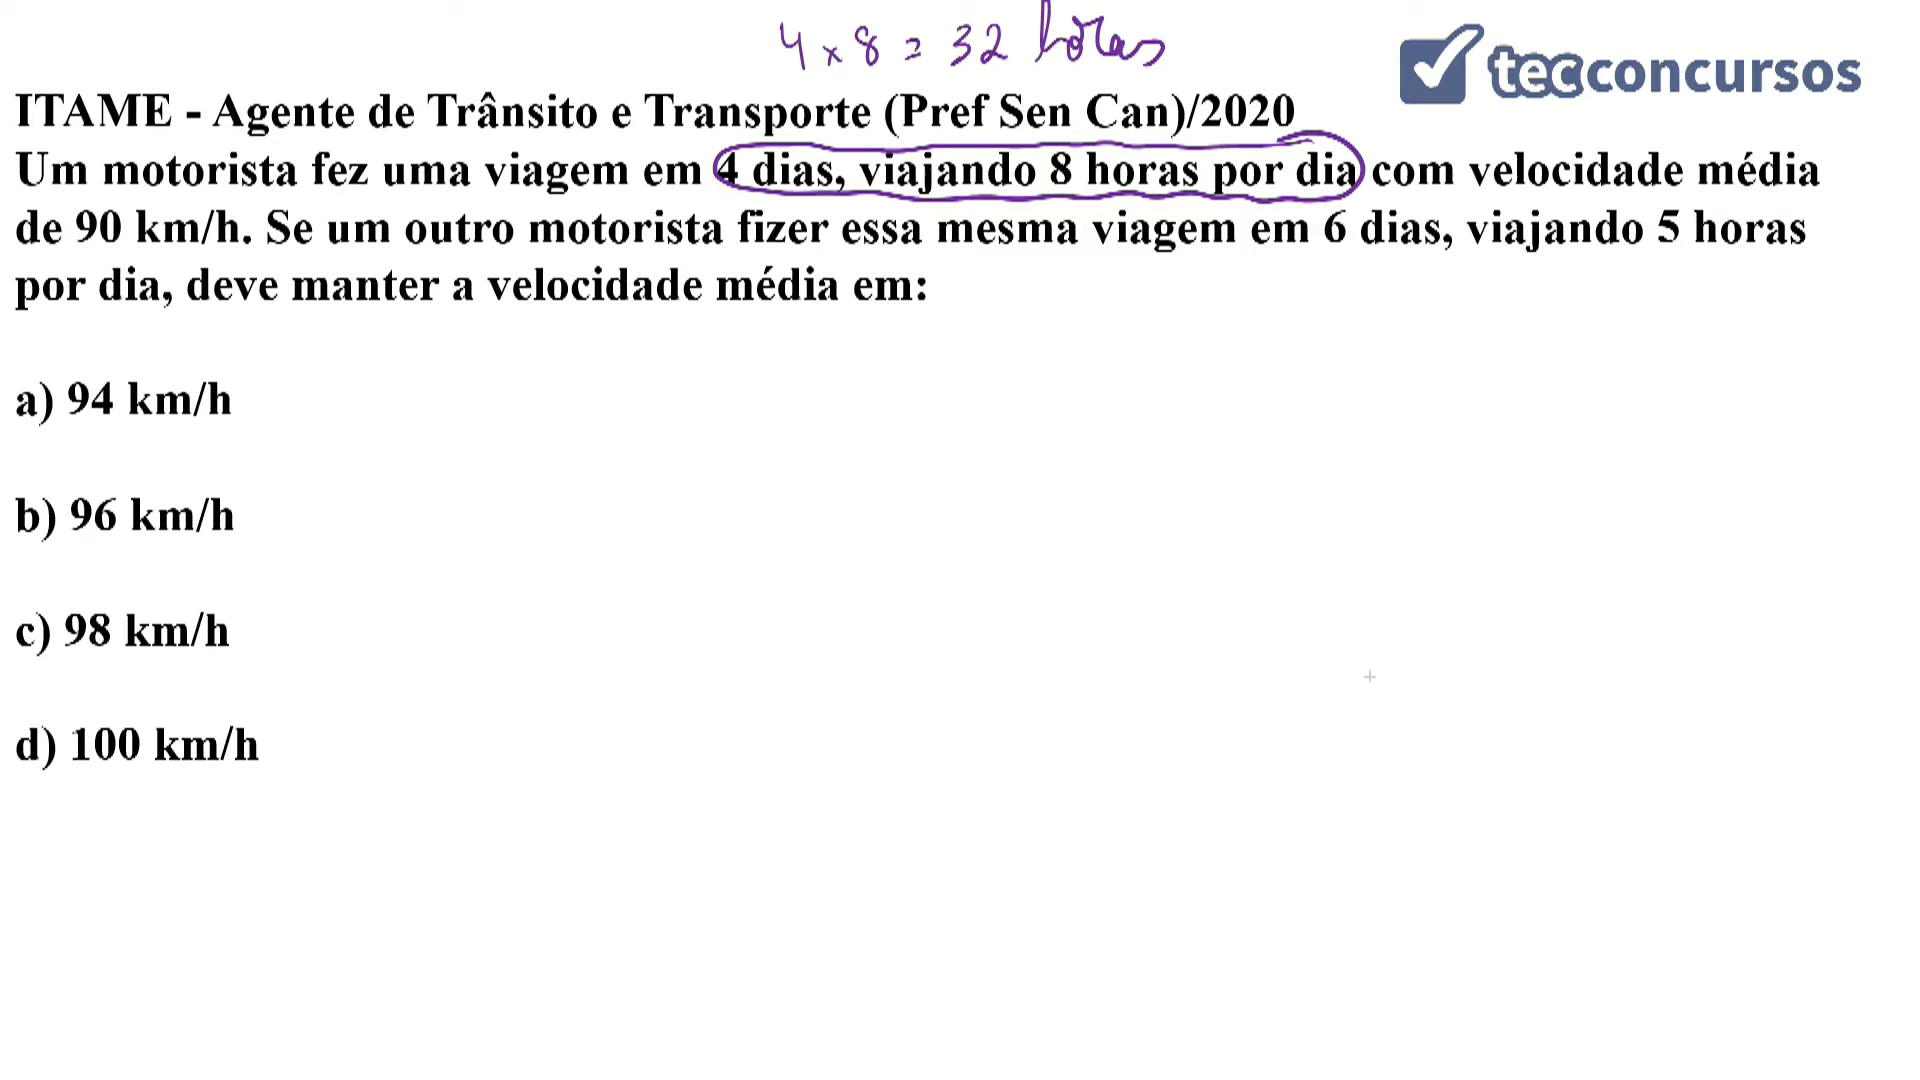 4 x 8 = 32 horas
tecconcursos
ITAME - Agente de Trânsito e Transporte (Pref Sen Can)/2020
Um motorista fez uma viagem em 4 dias, viajando 8 horas por dia com velocidade média
de 90 km/h. Se um outro motorista fizer essa mesma viagem em 6 dias, viajando 5 horas
por dia, deve manter a velocidade média em:
a) 94 km/h
b) 96 km/h
c) 98 km/h
d) 100 km/h